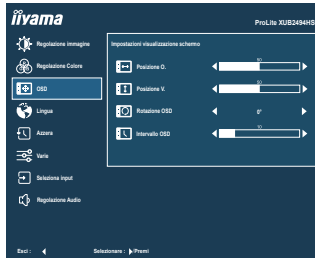 iiyama
ProLite XUB2494HS
Regolazione Immagine
Regolazione Colore
OSD
Lingua
Azzera
Varie
Seleziona input
Regolazione Audio
Impostazioni visualizzazione schermo
Posizione O.
50
Posizione V.
50
Rotazione OSD
0°
Intervallo OSD
10
Esci :
Selezionare : /Premi